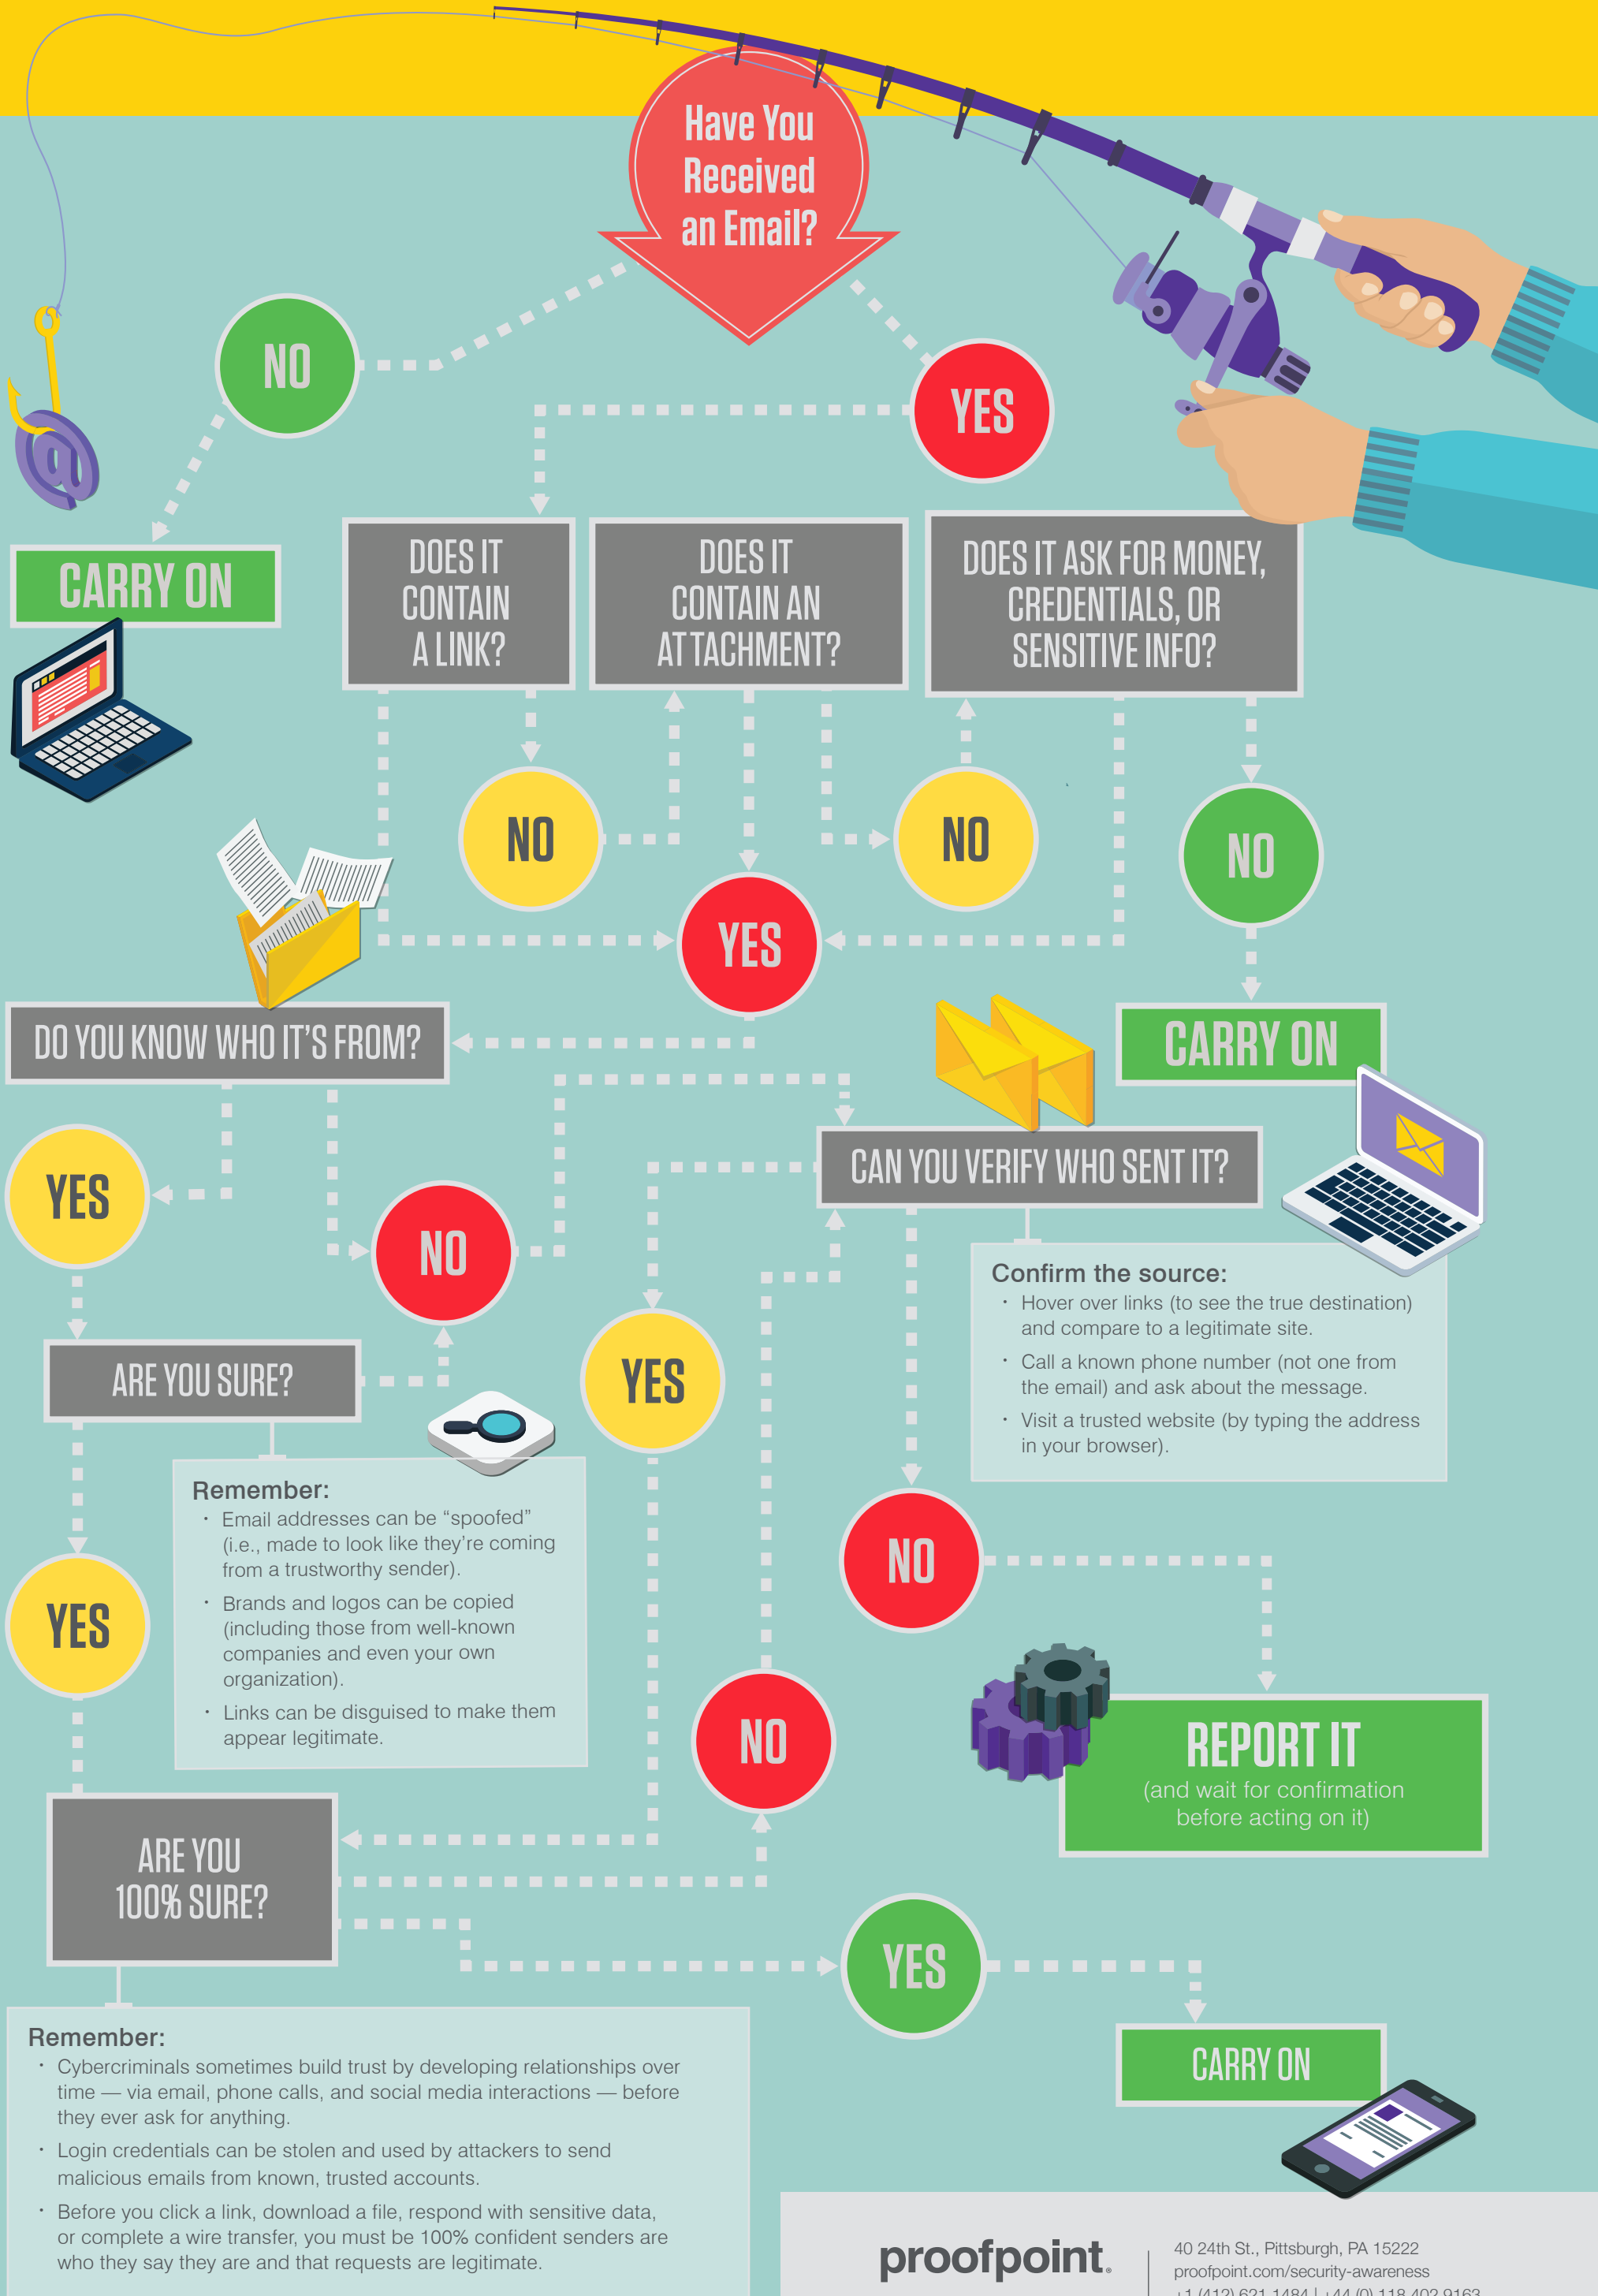 Have You
Received
an Email?
NO
YES
CARRY ON
DOES IT
CONTAIN
A LINK?
DOES IT
CONTAIN AN
ATTACHMENT?
DOES IT ASK FOR MONEY,
CREDENTIALS, OR
SENSITIVE INFO?
NO
NO
NO
YES
DO YOU KNOW WHO IT'S FROM?
CARRY ON
CAN YOU VERIFY WHO SENT IT?
YES
NO
Confirm the source:
• Hover over links (to see the true destination)
and compare to a legitimate site.
• Call a known phone number (not one from
the email) and ask about the message.
• Visit a trusted website (by typing the address
in your browser).
ARE YOU SURE?
YES
Remember:
• Email addresses can be “spoofed”
(i.e., made to look like they’re coming
from a trustworthy sender).
• Brands and logos can be copied
(including those from well-known
companies and even your own
organization).
• Links can be disguised to make them
appear legitimate.
YES
NO
NO
REPORT IT
(and wait for confirmation
before acting on it)
ARE YOU
100% SURE?
YES
CARRY ON
Remember:
• Cybercriminals sometimes build trust by developing relationships over
time — via email, phone calls, and social media interactions — before
they ever ask for anything.
• Login credentials can be stolen and used by attackers to send
malicious emails from known, trusted accounts.
• Before you click a link, download a file, respond with sensitive data,
or complete a wire transfer, you must be 100% confident senders are
who they say they are and that requests are legitimate.
proofpoint®
40 24th St., Pittsburgh, PA 15222
proofpoint.com/security-awareness
+1 (412) 621 1484 | +44 (0) 118 402 9163